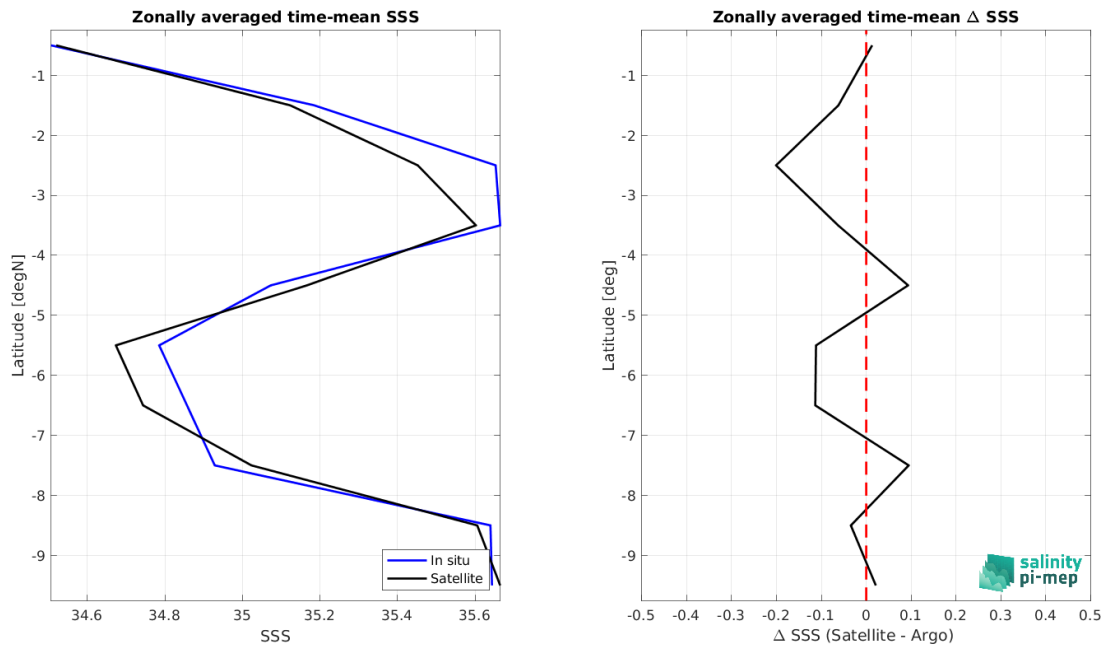 Zonally averaged time-mean SSS
-1
-2
-3
-4
-5
-6
-7
-8
-9
Latitude [degN]
34.6 34.8 35 35.2 35.4 35.6
SSS
In situ
Satellite
Zonally averaged time-mean Δ SSS
-1
-2
-3
-4
-5
-6
-7
-8
-9
Latitude [deg]
-0.5 -0.4 -0.3 -0.2 -0.1 0 0.1 0.2 0.3 0.4 0.5
Δ SSS (Satellite - Argo)
salinity
pi-mep